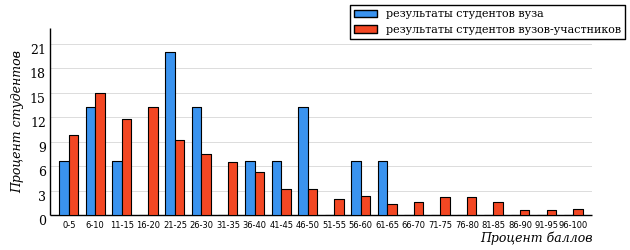 результаты студентов вуза
результаты студентов вузов-участников
Процент студентов
21
18
15
12
9
6
3
0
0-5 6-10 11-15 16-20 21-25 26-30 31-35 36-40 41-45 46-50 51-55 56-60 61-65 66-70 71-75 76-80 81-85 86-90 91-95 96-100
Процент баллов